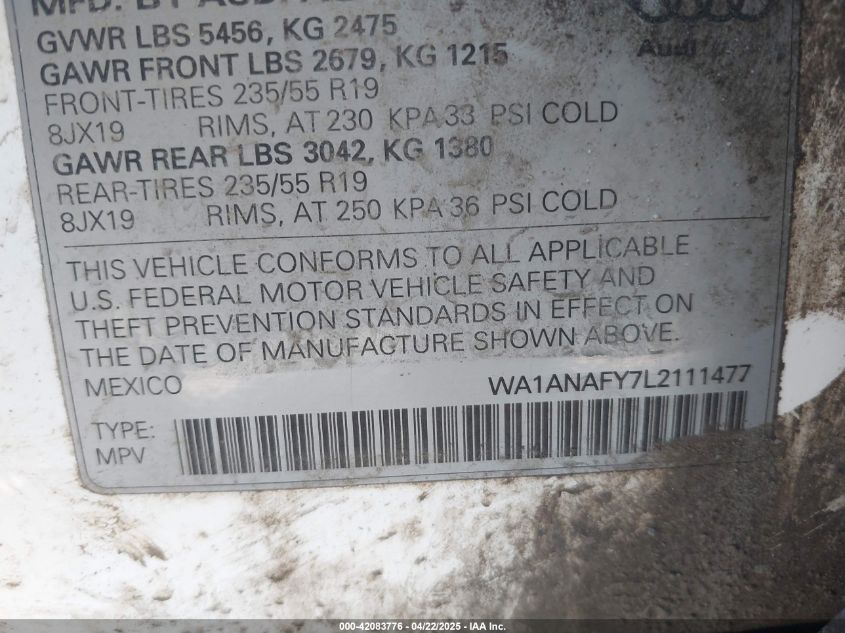 MFD. BY
GVWR LBS 5456, KG 2475
GAWR FRONT LBS 2679, KG 1215
FRONT-TIRES 235/55 R19
8JX19 RIMS, AT 230 KPA 33 PSI COLD
GAWR REAR LBS 3042, KG 1380
REAR-TIRES 235/55 R19
8JX19 RIMS, AT 250 KPA 36 PSI COLD
Audi
THIS VEHICLE CONFORMS TO ALL APPLICABLE
U.S. FEDERAL MOTOR VEHICLE SAFETY AND
THEFT PREVENTION STANDARDS IN EFFECT ON
THE DATE OF MANUFACTURE SHOWN ABOVE.
MEXICO WA1ANAFY7L2111477
TYPE:
MPV
000-42083776 - 04/22/2025 - IAA Inc.